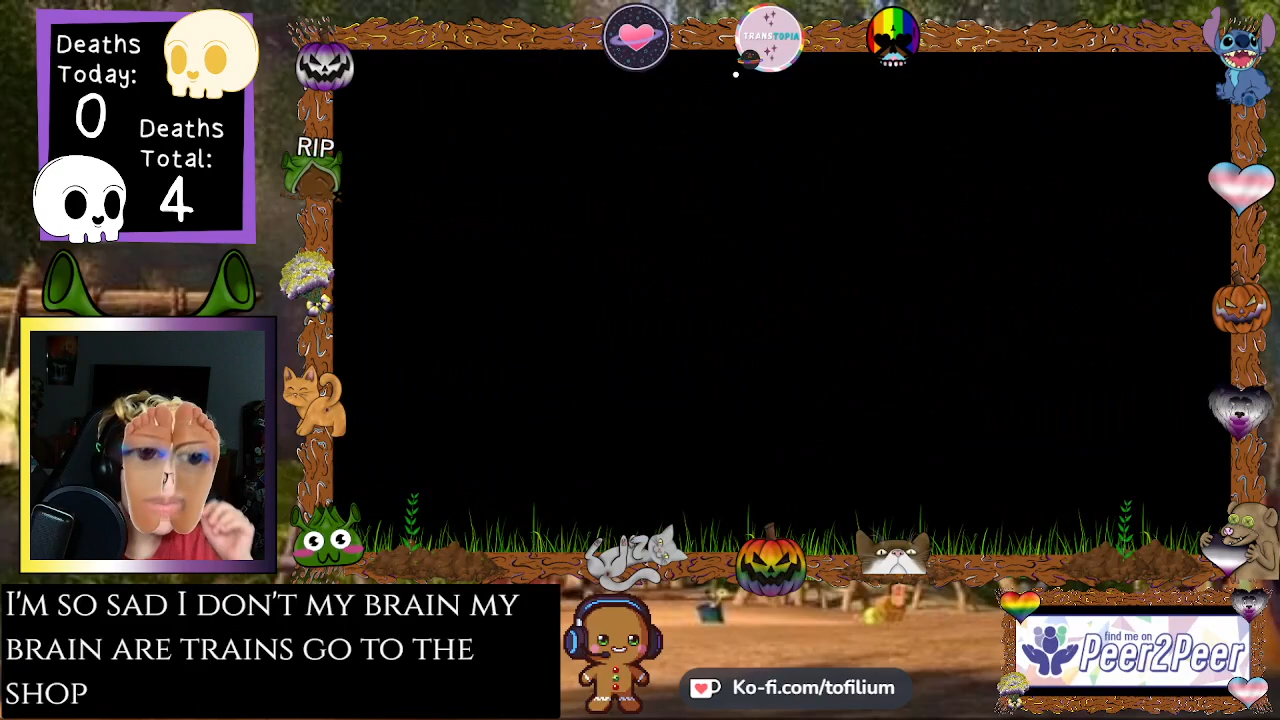 Deaths
Today:
0
Deaths
Total:
4
TRANSTOPIA
RIP
I'M SO SAD I DON'T MY BRAIN MY
BRAIN ARE TRAINS GO TO THE
SHOP
Ko-fi.com/tofilium
find me on
Peer2Peer